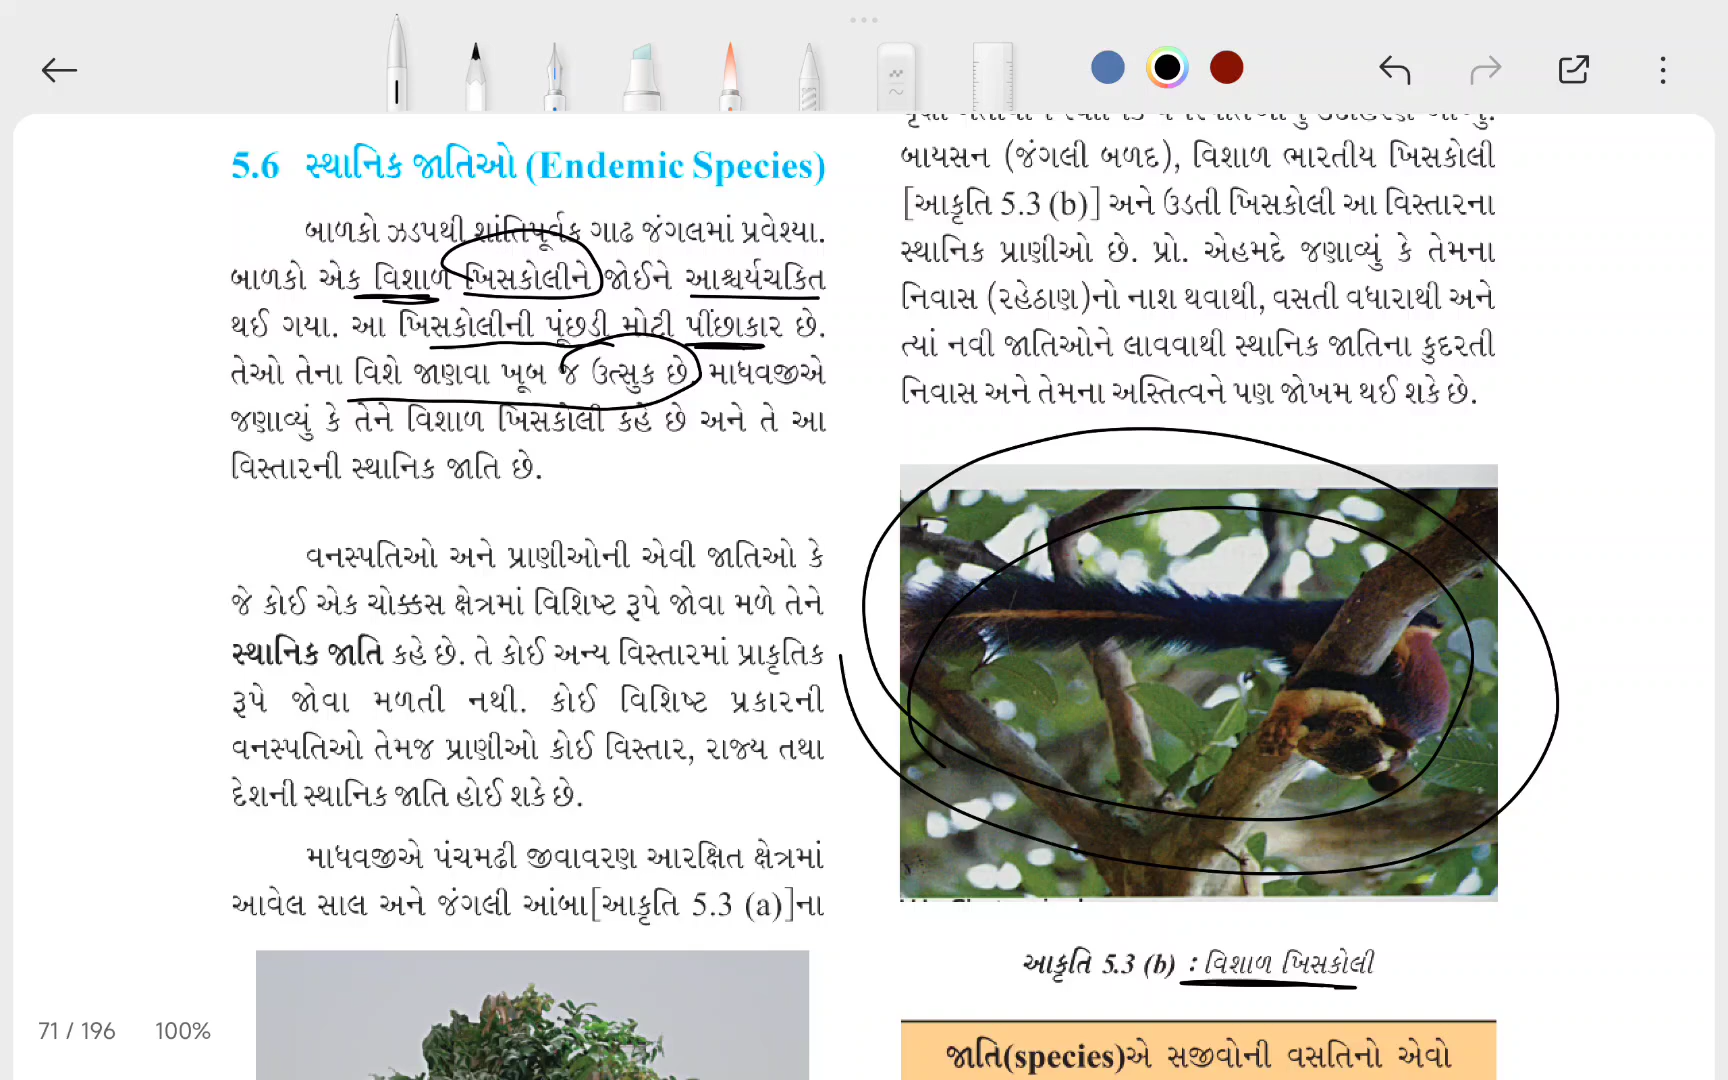 5.6 સ્થાનિક જાતિઓ (Endemic Species)
બાળકો ઝડપથી શાંતિપૂર્વક ગાઢ જંગલમાં પ્રવેશ્યા.
બાળકો એક વિશાળ ખિસકોલીને જોઈને આશ્ચર્યચકિત
થઈ ગયા. આ ખિસકોલીની પૂંછડી મોટી પીંછાકાર છે.
તેઓ તેના વિશે જાણવા ખૂબ જ ઉત્સુક છે. માધવજીએ
જણાવ્યું કે તેને વિશાળ ખિસકોલી કહે છે અને તે આ
વિસ્તારની સ્થાનિક જાતિ છે.
વનસ્પતિઓ અને પ્રાણીઓની એવી જાતિઓ કે
જે કોઈ એક ચોક્કસ ક્ષેત્રમાં વિશિષ્ટ રૂપે જોવા મળે તેને
સ્થાનિક જાતિ કહે છે. તે કોઈ અન્ય વિસ્તારમાં પ્રાકૃતિક
રૂપે જોવા મળતી નથી. કોઈ વિશિષ્ટ પ્રકારની
વનસ્પતિઓ તેમજ પ્રાણીઓ કોઈ વિસ્તાર, રાજ્ય તથા
દેશની સ્થાનિક જાતિ હોઈ શકે છે.
માધવજીએ પંચમઢી જીવાવરણ આરક્ષિત ક્ષેત્રમાં
આવેલ સાલ અને જંગલી આંબા[આકૃતિ 5.3 (a)]ના
બાયસન (જંગલી બળદ), વિશાળ ભારતીય ખિસકોલી
[આકૃતિ 5.3 (b)] અને ઉડતી ખિસકોલી આ વિસ્તારના
સ્થાનિક પ્રાણીઓ છે. પ્રો. એહમદે જણાવ્યું કે તેમના
નિવાસ (રહેઠાણ)નો નાશ થવાથી, વસતી વધારાથી અને
ત્યાં નવી જાતિઓને લાવવાથી સ્થાનિક જાતિના કુદરતી
નિવાસ અને તેમના અસ્તિત્વને પણ જોખમ થઈ શકે છે.
આકૃતિ 5.3 (b) : વિશાળ ખિસકોલી
જાતિ(species)એ સજીવોની વસતિનો એવો
71 / 196 100%